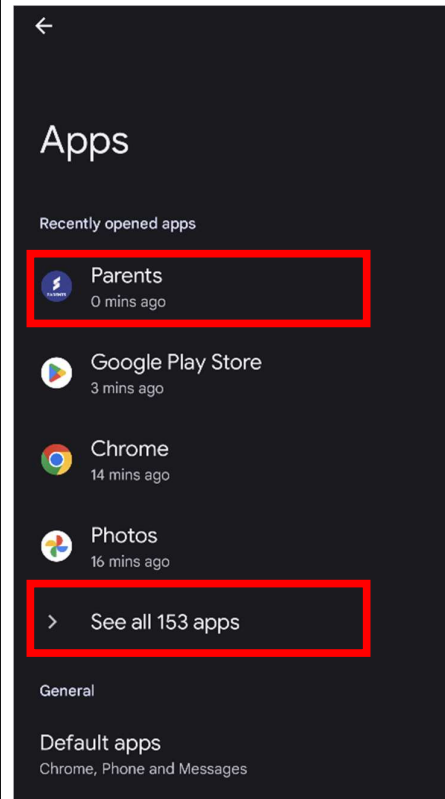 Apps
Recently opened apps
Parents
0 mins ago
Google Play Store
3 mins ago
Chrome
14 mins ago
Photos
16 mins ago
See all 153 apps
General
Default apps
Chrome, Phone and Messages